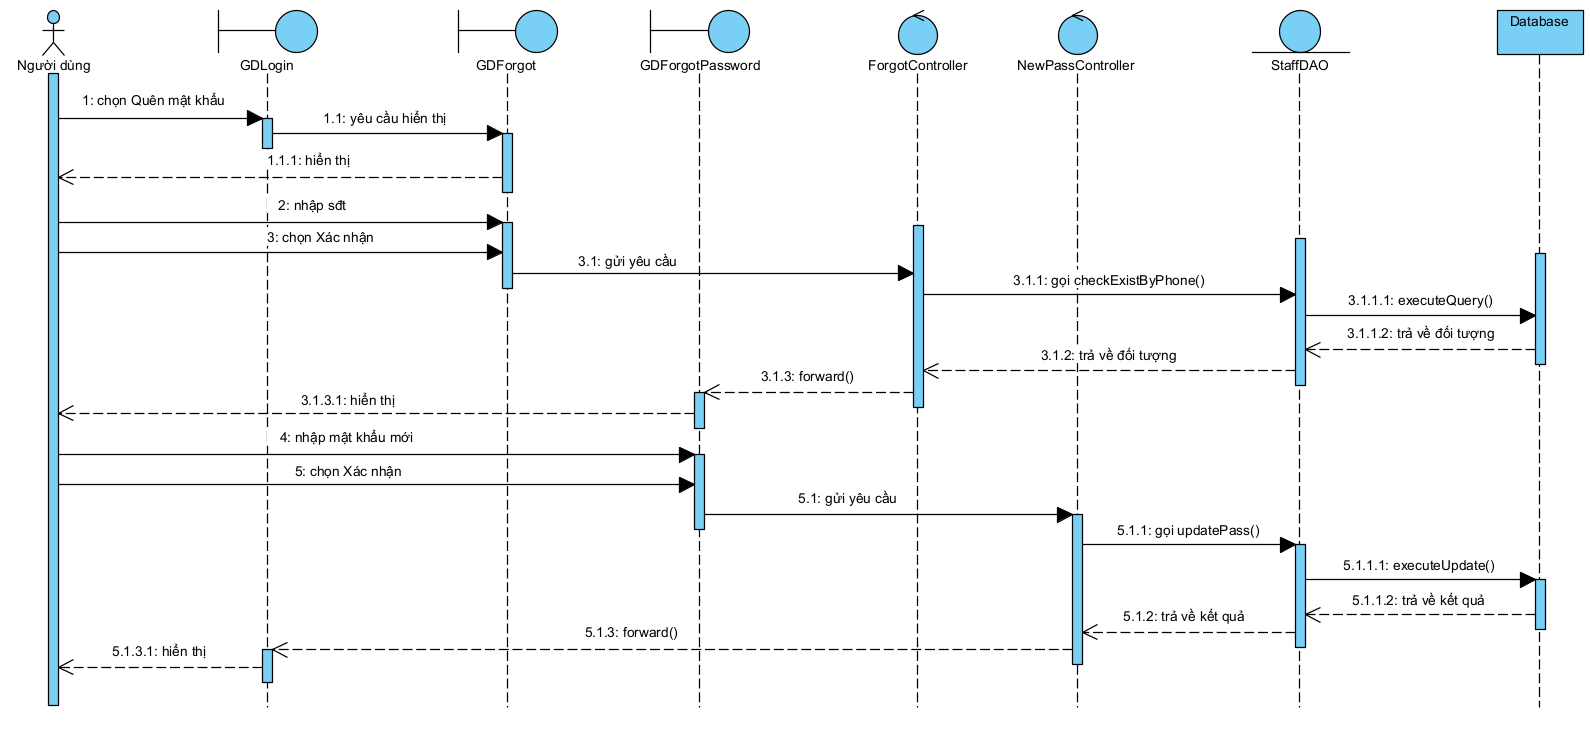 Người dùng
GDLogin
GDForgot
GDForgotPassword
ForgotController
NewPassController
StaffDAO
Database
1: chọn Quên mật khẩu
1.1: yêu cầu hiển thị
1.1.1: hiển thị
2: nhập sđt
3: chọn Xác nhận
3.1: gửi yêu cầu
3.1.1: gọi checkExistByPhone()
3.1.1.1: executeQuery()
3.1.1.2: trả về đối tượng
3.1.2: trả về đối tượng
3.1.3: forward()
3.1.3.1: hiển thị
4: nhập mật khẩu mới
5: chọn Xác nhận
5.1: gửi yêu cầu
5.1.1: gọi updatePass()
5.1.1.1: executeUpdate()
5.1.1.2: trả về kết quả
5.1.2: trả về kết quả
5.1.3: forward()
5.1.3.1: hiển thị